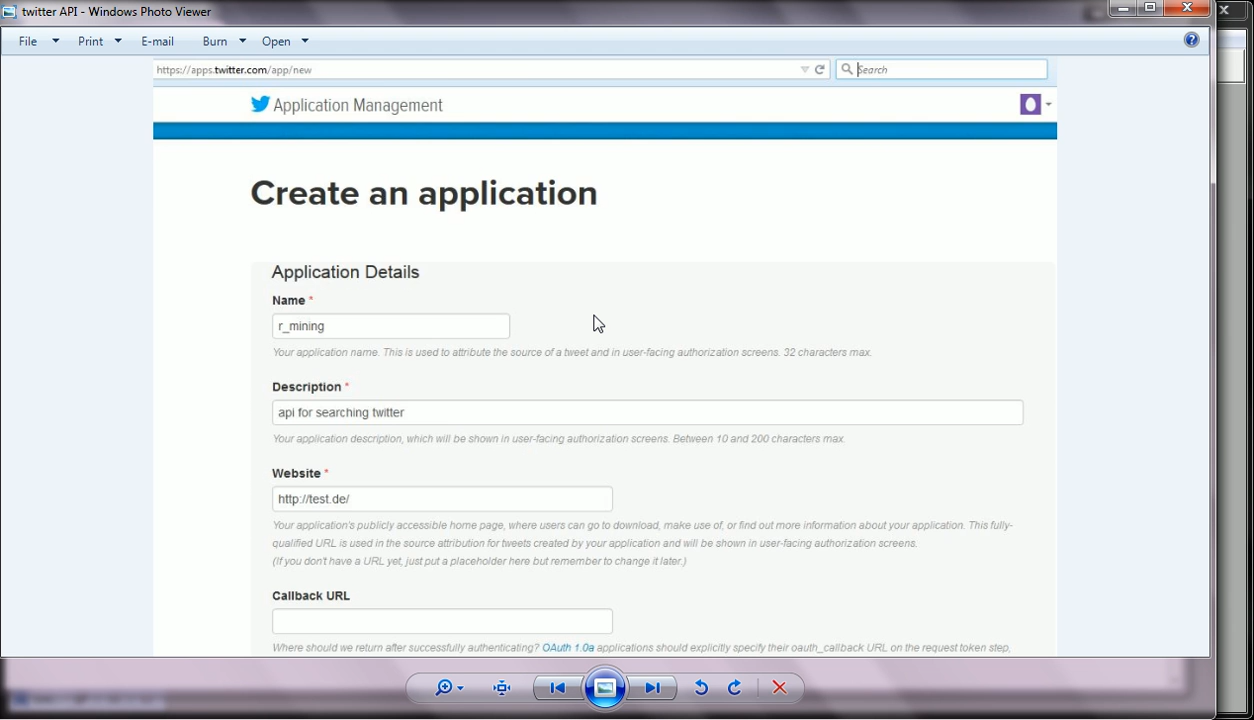 twitter API - Windows Photo Viewer
File Print E-mail Burn Open
https://apps.twitter.com/app/new Search
Application Management
Create an application
Application Details
Name *
r_mining
Your application name. This is used to attribute the source of a tweet and in user-facing authorization screens. 32 characters max.
Description *
api for searching twitter
Your application description, which will be shown in user-facing authorization screens. Between 10 and 200 characters max.
Website *
http://test.de/
Your application's publicly accessible home page, where users can go to download, make use of, or find out more information about your application. This fully-
qualified URL is used in the source attribution for tweets created by your application and will be shown in user-facing authorization screens.
(If you don't have a URL yet, just put a placeholder here but remember to change it later.)
Callback URL
Where should we return after successfully authenticating? OAuth 1.0a applications should explicitly specify their oauth_callback URL on the request token step,